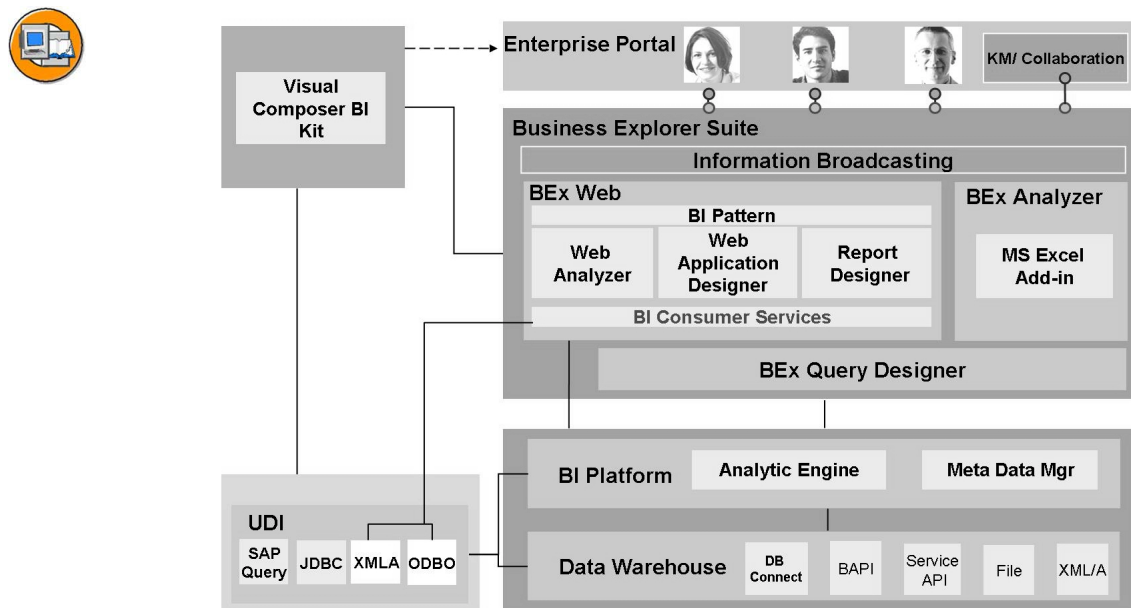 Enterprise Portal
KM/ Collaboration
Visual
Composer BI
Kit
Business Explorer Suite
Information Broadcasting
BEx Web
BI Pattern
Web
Analyzer
Web
Application
Designer
Report
Designer
BI Consumer Services
BEx Analyzer
MS Excel
Add-in
BEx Query Designer
BI Platform
Analytic Engine
Meta Data Mgr
UDI
SAP
Query
JDBC
XMLA
ODBO
Data Warehouse
DB
Connect
BAPI
Service
API
File
XML/A